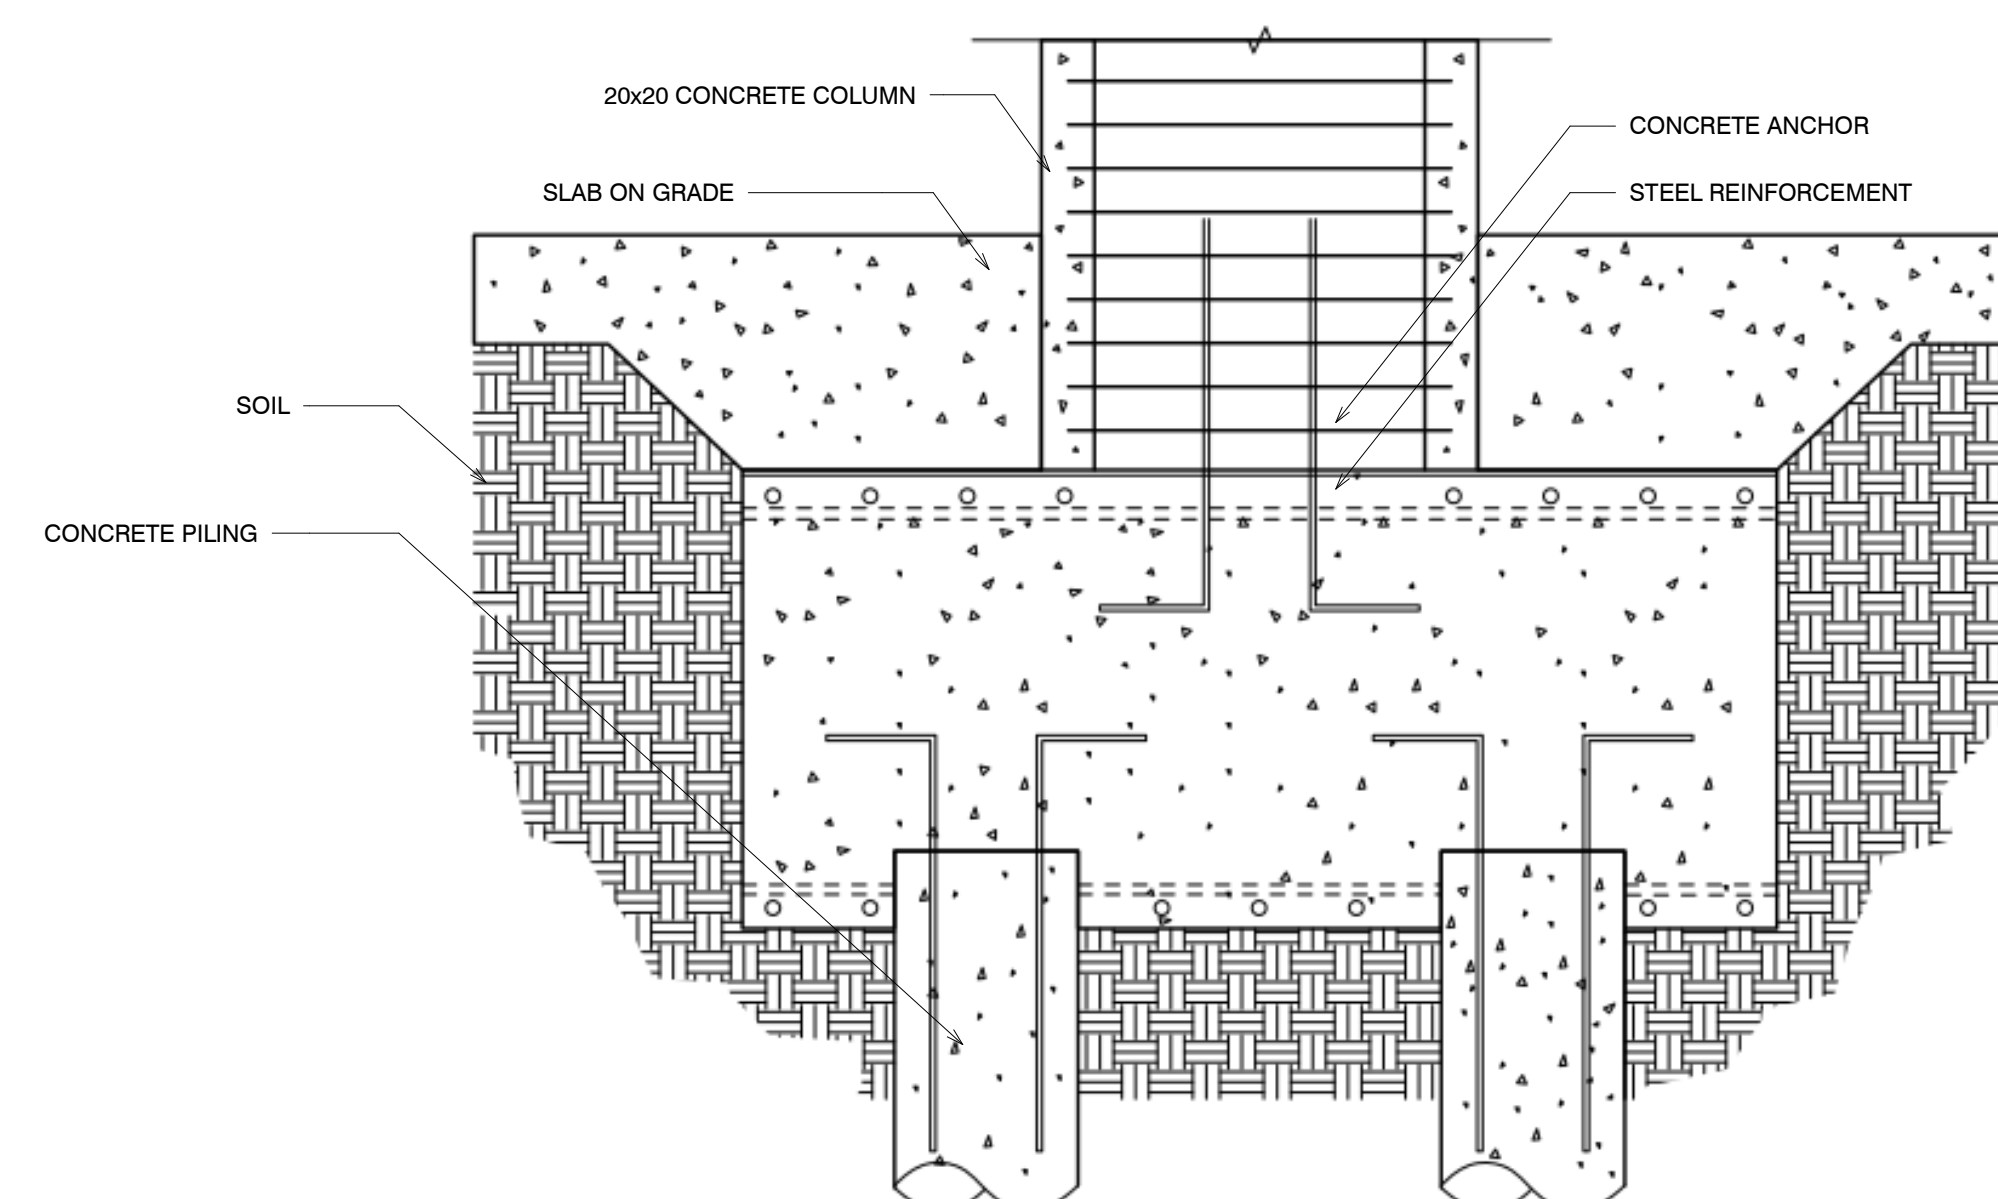 20x20 CONCRETE COLUMN
CONCRETE ANCHOR
SLAB ON GRADE
STEEL REINFORCEMENT
SOIL
CONCRETE PILING